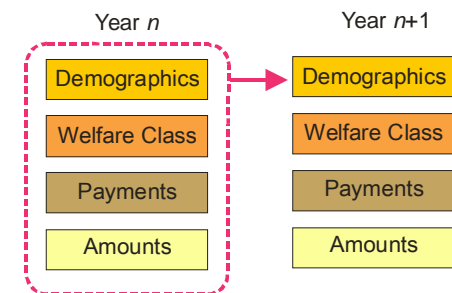 Year n
Year n+1
Demographics
Demographics
Welfare Class
Welfare Class
Payments
Payments
Amounts
Amounts